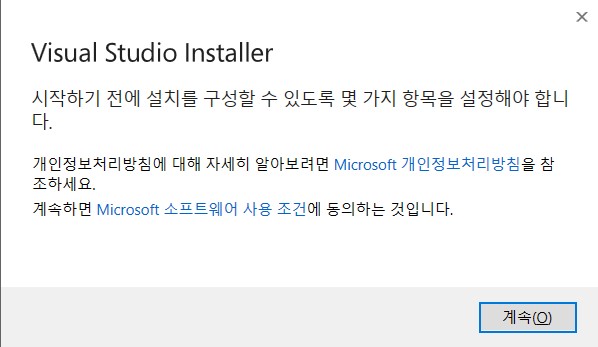 Visual Studio Installer
시작하기 전에 설치를 구성할 수 있도록 몇 가지 항목을 설정해야 합니
다.
개인정보처리방침에 대해 자세히 알아보려면 Microsoft 개인정보처리방침을 참
조하세요.
계속하면 Microsoft 소프트웨어 사용 조건에 동의하는 것입니다.
계속(O)